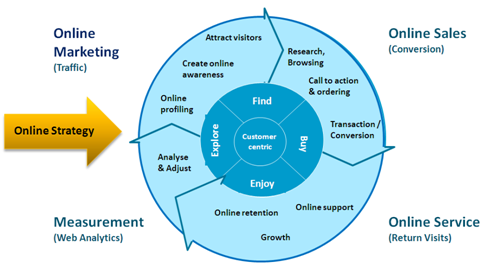 Online
Marketing
(Traffic)
Online Sales
(Conversion)
Attract visitors
Research,
Browsing
Create online
awareness
Call to action
& ordering
Online
profiling
Find
Transaction /
Conversion
Online Strategy
Explore
Customer
centric
Buy
Analyse
& Adjust
Enjoy
Online support
Online retention
Growth
Measurement
(Web Analytics)
Online Service
(Return Visits)